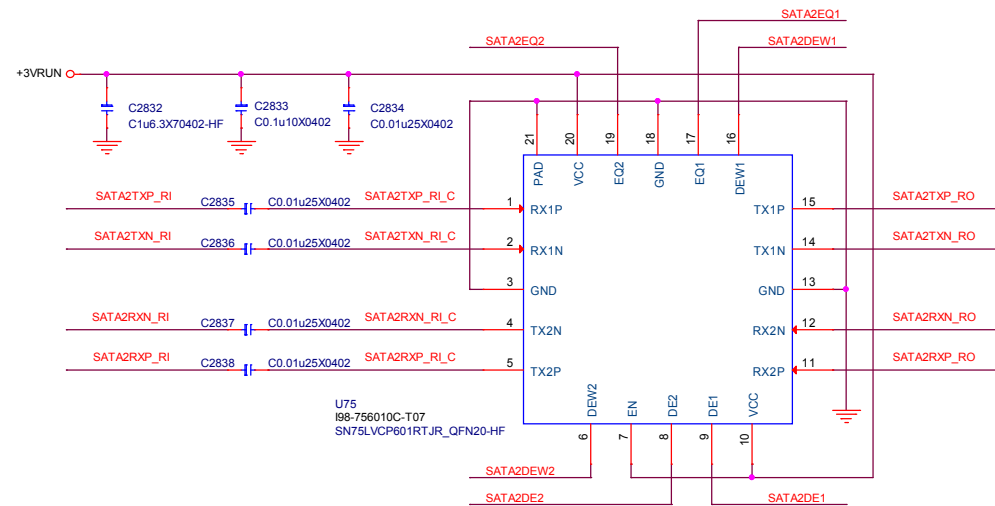 SATA2EQ1
SATA2EQ2
SATA2DEW1
+3VRUN
C2832
C1u6.3X70402-HF
C2833
C0.1u10X0402
C2834
C0.01u25X0402
21
20
19
18
17
16
PAD
VCC
EQ2
GND
EQ1
DEW1
SATA2TXP_RI
C2835
C0.01u25X0402
SATA2TXP_RI_C
1
RX1P
TX1P
15
SATA2TXP_RO
SATA2TXN_RI
C2836
C0.01u25X0402
SATA2TXN_RI_C
2
RX1N
TX1N
14
SATA2TXN_RO
3
GND
GND
13
SATA2RXN_RI
C2837
C0.01u25X0402
SATA2RXN_RI_C
4
TX2N
RX2N
12
SATA2RXN_RO
SATA2RXP_RI
C2838
C0.01u25X0402
SATA2RXP_RI_C
5
TX2P
RX2P
11
SATA2RXP_RO
U75
I98-756010C-T07
SN75LVCP601RTJR_QFN20-HF
DEW2
EN
DE2
DE1
VCC
6
7
8
9
10
SATA2DEW2
SATA2DE2
SATA2DE1